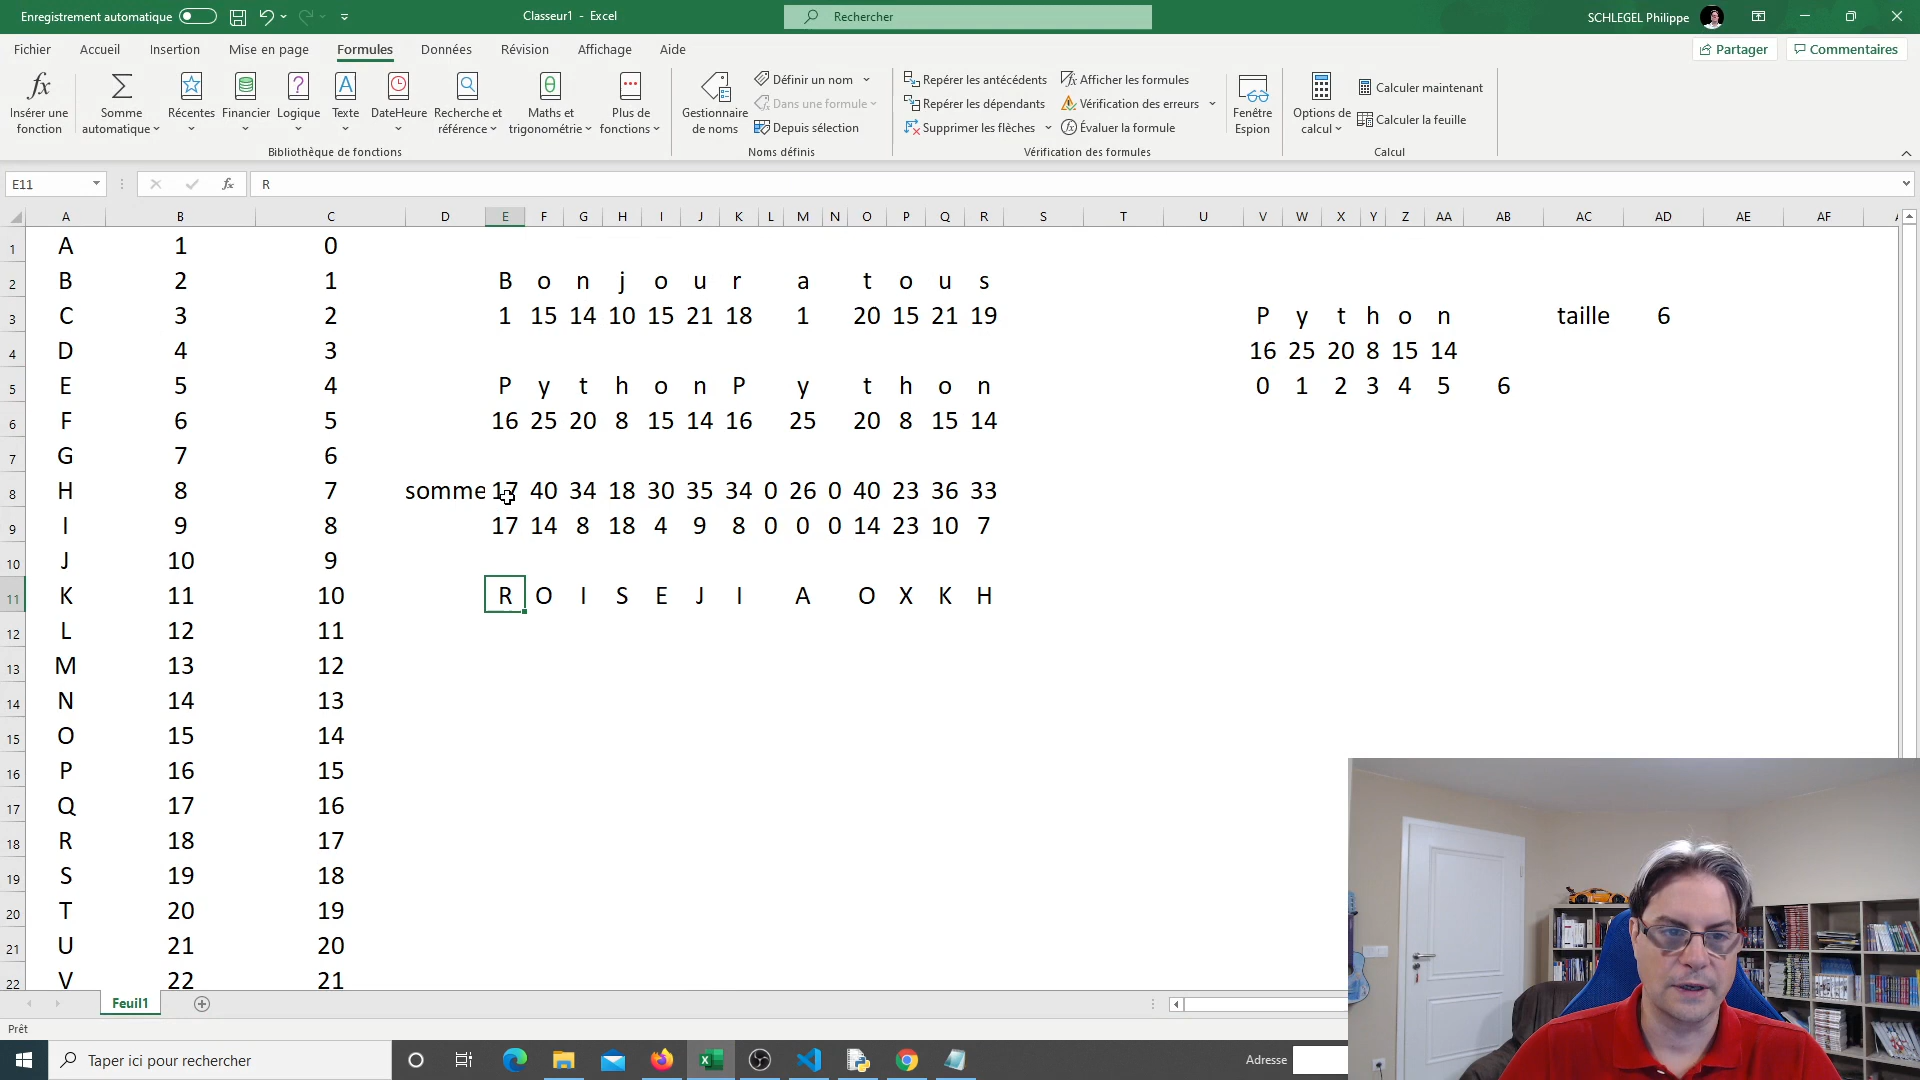 Enregistrement automatique
Classeur1 - Excel
Rechercher
SCHLEGEL Philippe
Fichier Accueil Insertion Mise en page Formules Données Révision Affichage Aide
Partager Commentaires
Insérer une fonction
Somme automatique
Récentes
Financier
Logique
Texte
DateHeure
Recherche et référence
Maths et trigonométrie
Plus de fonctions
Bibliothèque de fonctions
Gestionnaire de noms
Définir un nom
Dans une formule
Depuis sélection
Noms définis
Repérer les antécédents
Repérer les dépendants
Supprimer les flèches
Afficher les formules
Vérification des erreurs
Évaluer la formule
Vérification des formules
Fenêtre Espion
Options de calcul
Calculer maintenant
Calculer la feuille
Calcul
E11 fx R
A B C D E F G H I J K L M N O P Q R S T U V W X Y Z AA AB AC AD AE AF
1 A 1 0
2 B 2 1 B o n j o u r a t o u s
3 C 3 2 1 15 14 10 15 21 18 1 20 15 21 19 P y t h o n taille 6
4 D 4 3 16 25 20 8 15 14
5 E 5 4 P y t h o n P y t h o n 0 1 2 3 4 5 6
6 F 6 5 16 25 20 8 15 14 16 25 20 8 15 14
7 G 7 6
8 H 8 7 somme 17 40 34 18 30 35 34 0 26 0 40 23 36 33
9 I 9 8 17 14 8 18 4 9 8 0 0 0 14 23 10 7
10 J 10 9
11 K 11 10 R O I S E J I A O X K H
12 L 12 11
13 M 13 12
14 N 14 13
15 O 15 14
16 P 16 15
17 Q 17 16
18 R 18 17
19 S 19 18
20 T 20 19
21 U 21 20
22 V 22 21
Feuil1
Prêt
Taper ici pour rechercher
Adresse